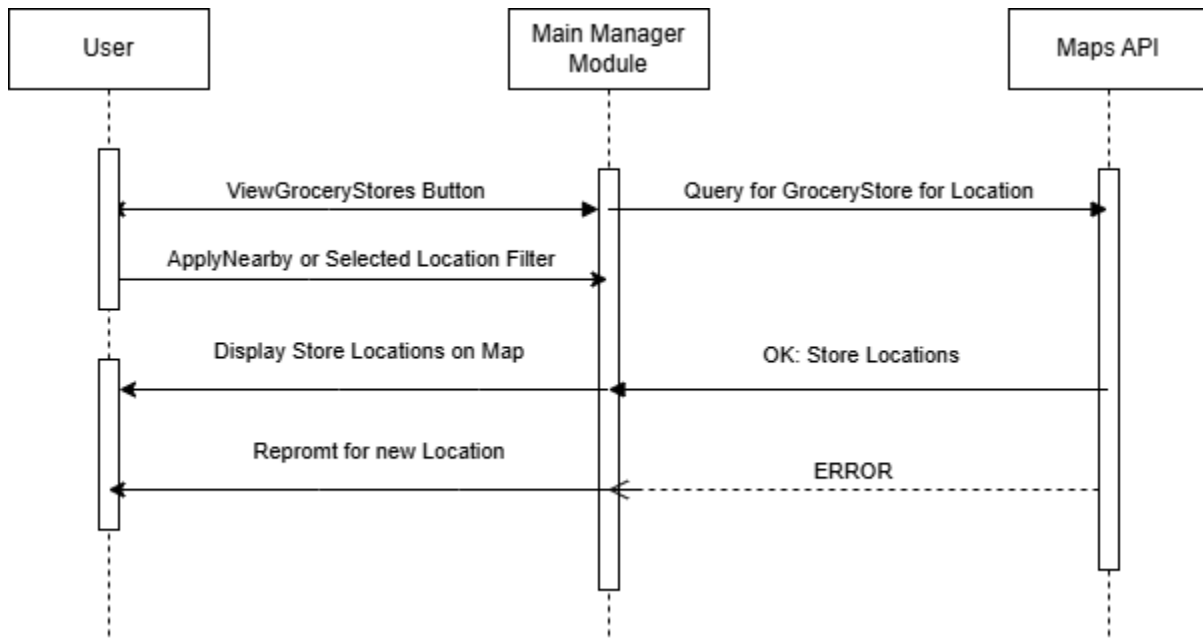 User
Main Manager
Module
Maps API
ViewGroceryStores Button
Query for GroceryStore for Location
ApplyNearby or Selected Location Filter
Display Store Locations on Map
OK: Store Locations
Repromt for new Location
ERROR